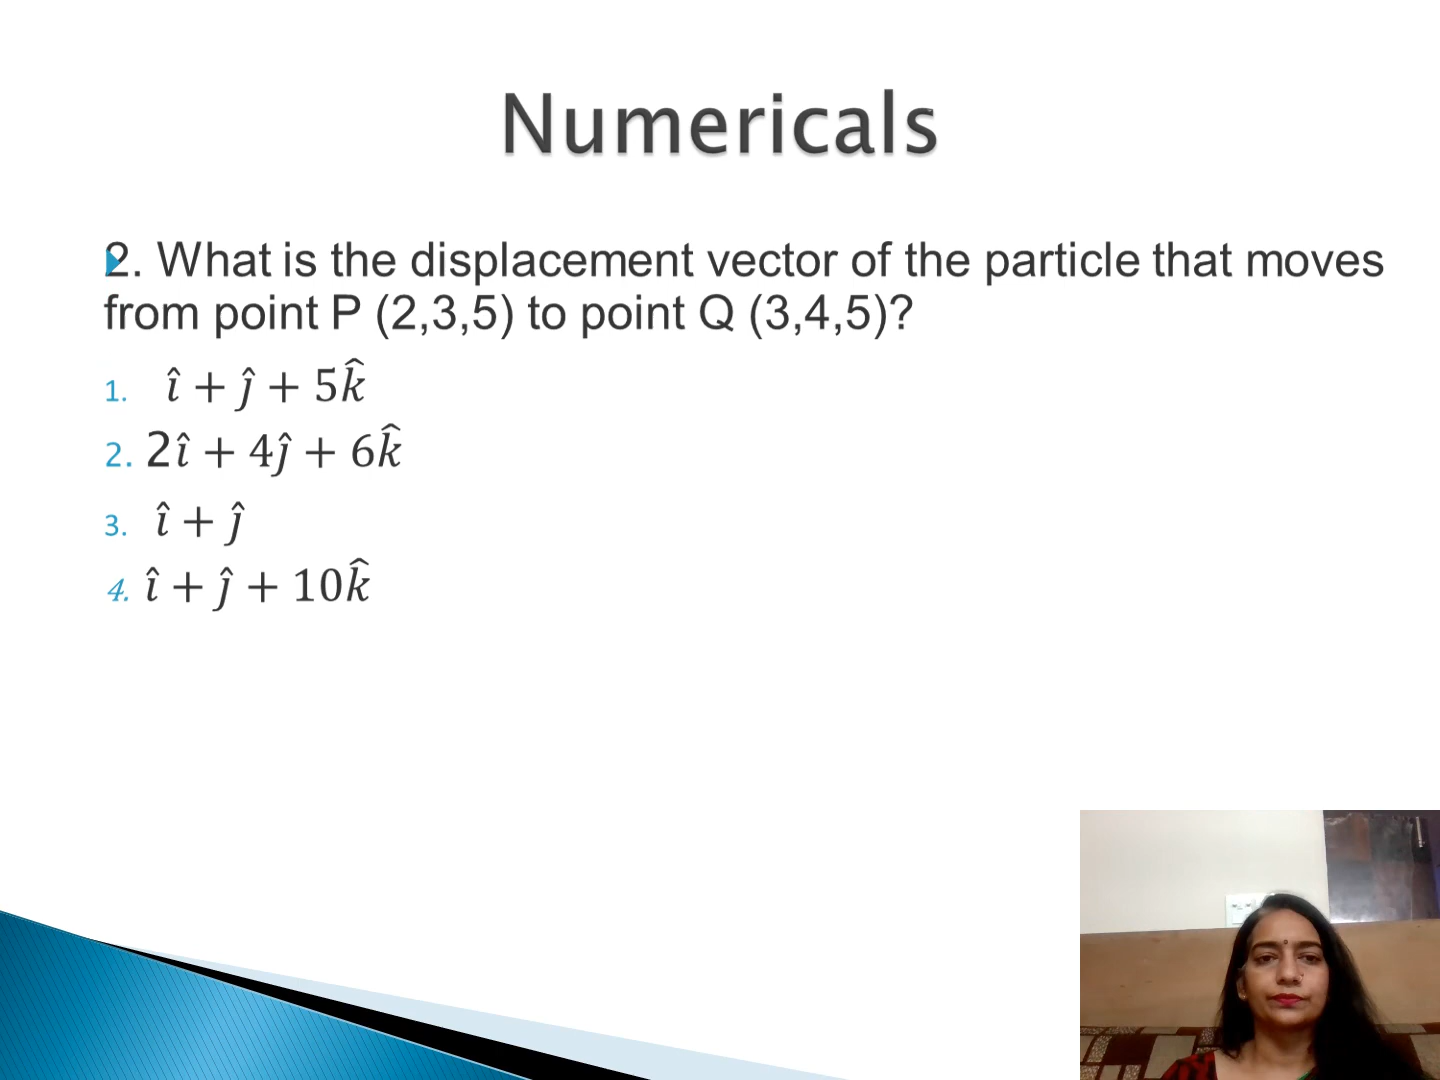 Numericals
2. What is the displacement vector of the particle that moves
from point P (2,3,5) to point Q (3,4,5)?
1. î + ĵ + 5k̂
2. 2î + 4ĵ + 6k̂
3. î + ĵ
4. î + ĵ + 10k̂